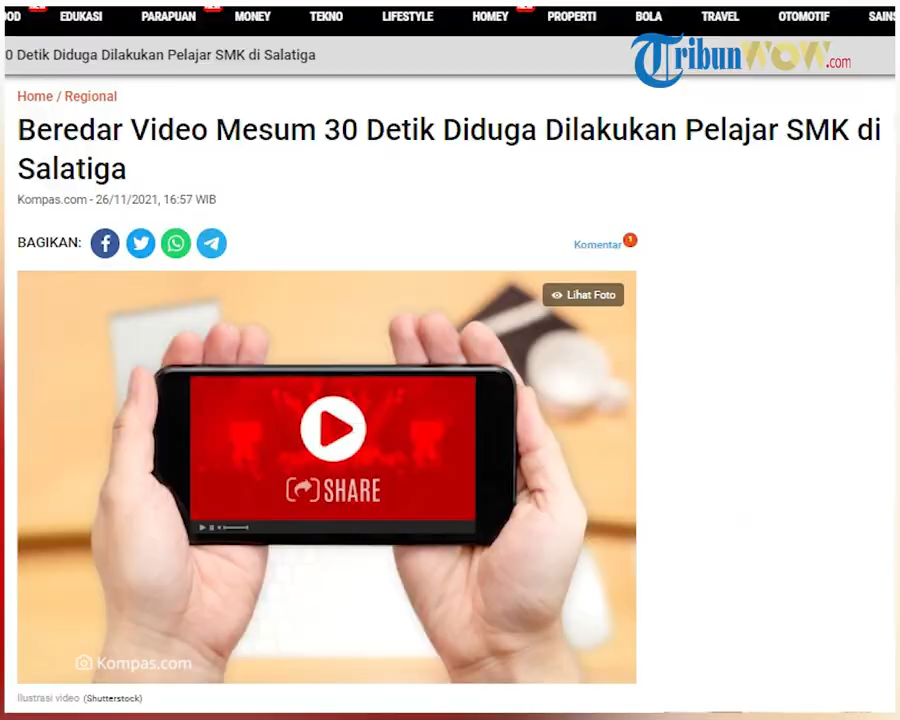 OOD EDUKASI PARAPUAN MONEY TEKNO LIFESTYLE HOMEY PROPERTI BOLA TRAVEL OTOMOTIF SAINS
0 Detik Diduga Dilakukan Pelajar SMK di Salatiga
TribunWOW.com
Home / Regional
Beredar Video Mesum 30 Detik Diduga Dilakukan Pelajar SMK di
Salatiga
Kompas.com - 26/11/2021, 16:57 WIB
BAGIKAN:
Komentar 1
Lihat Foto
SHARE
Kompas.com
Ilustrasi video (Shutterstock)